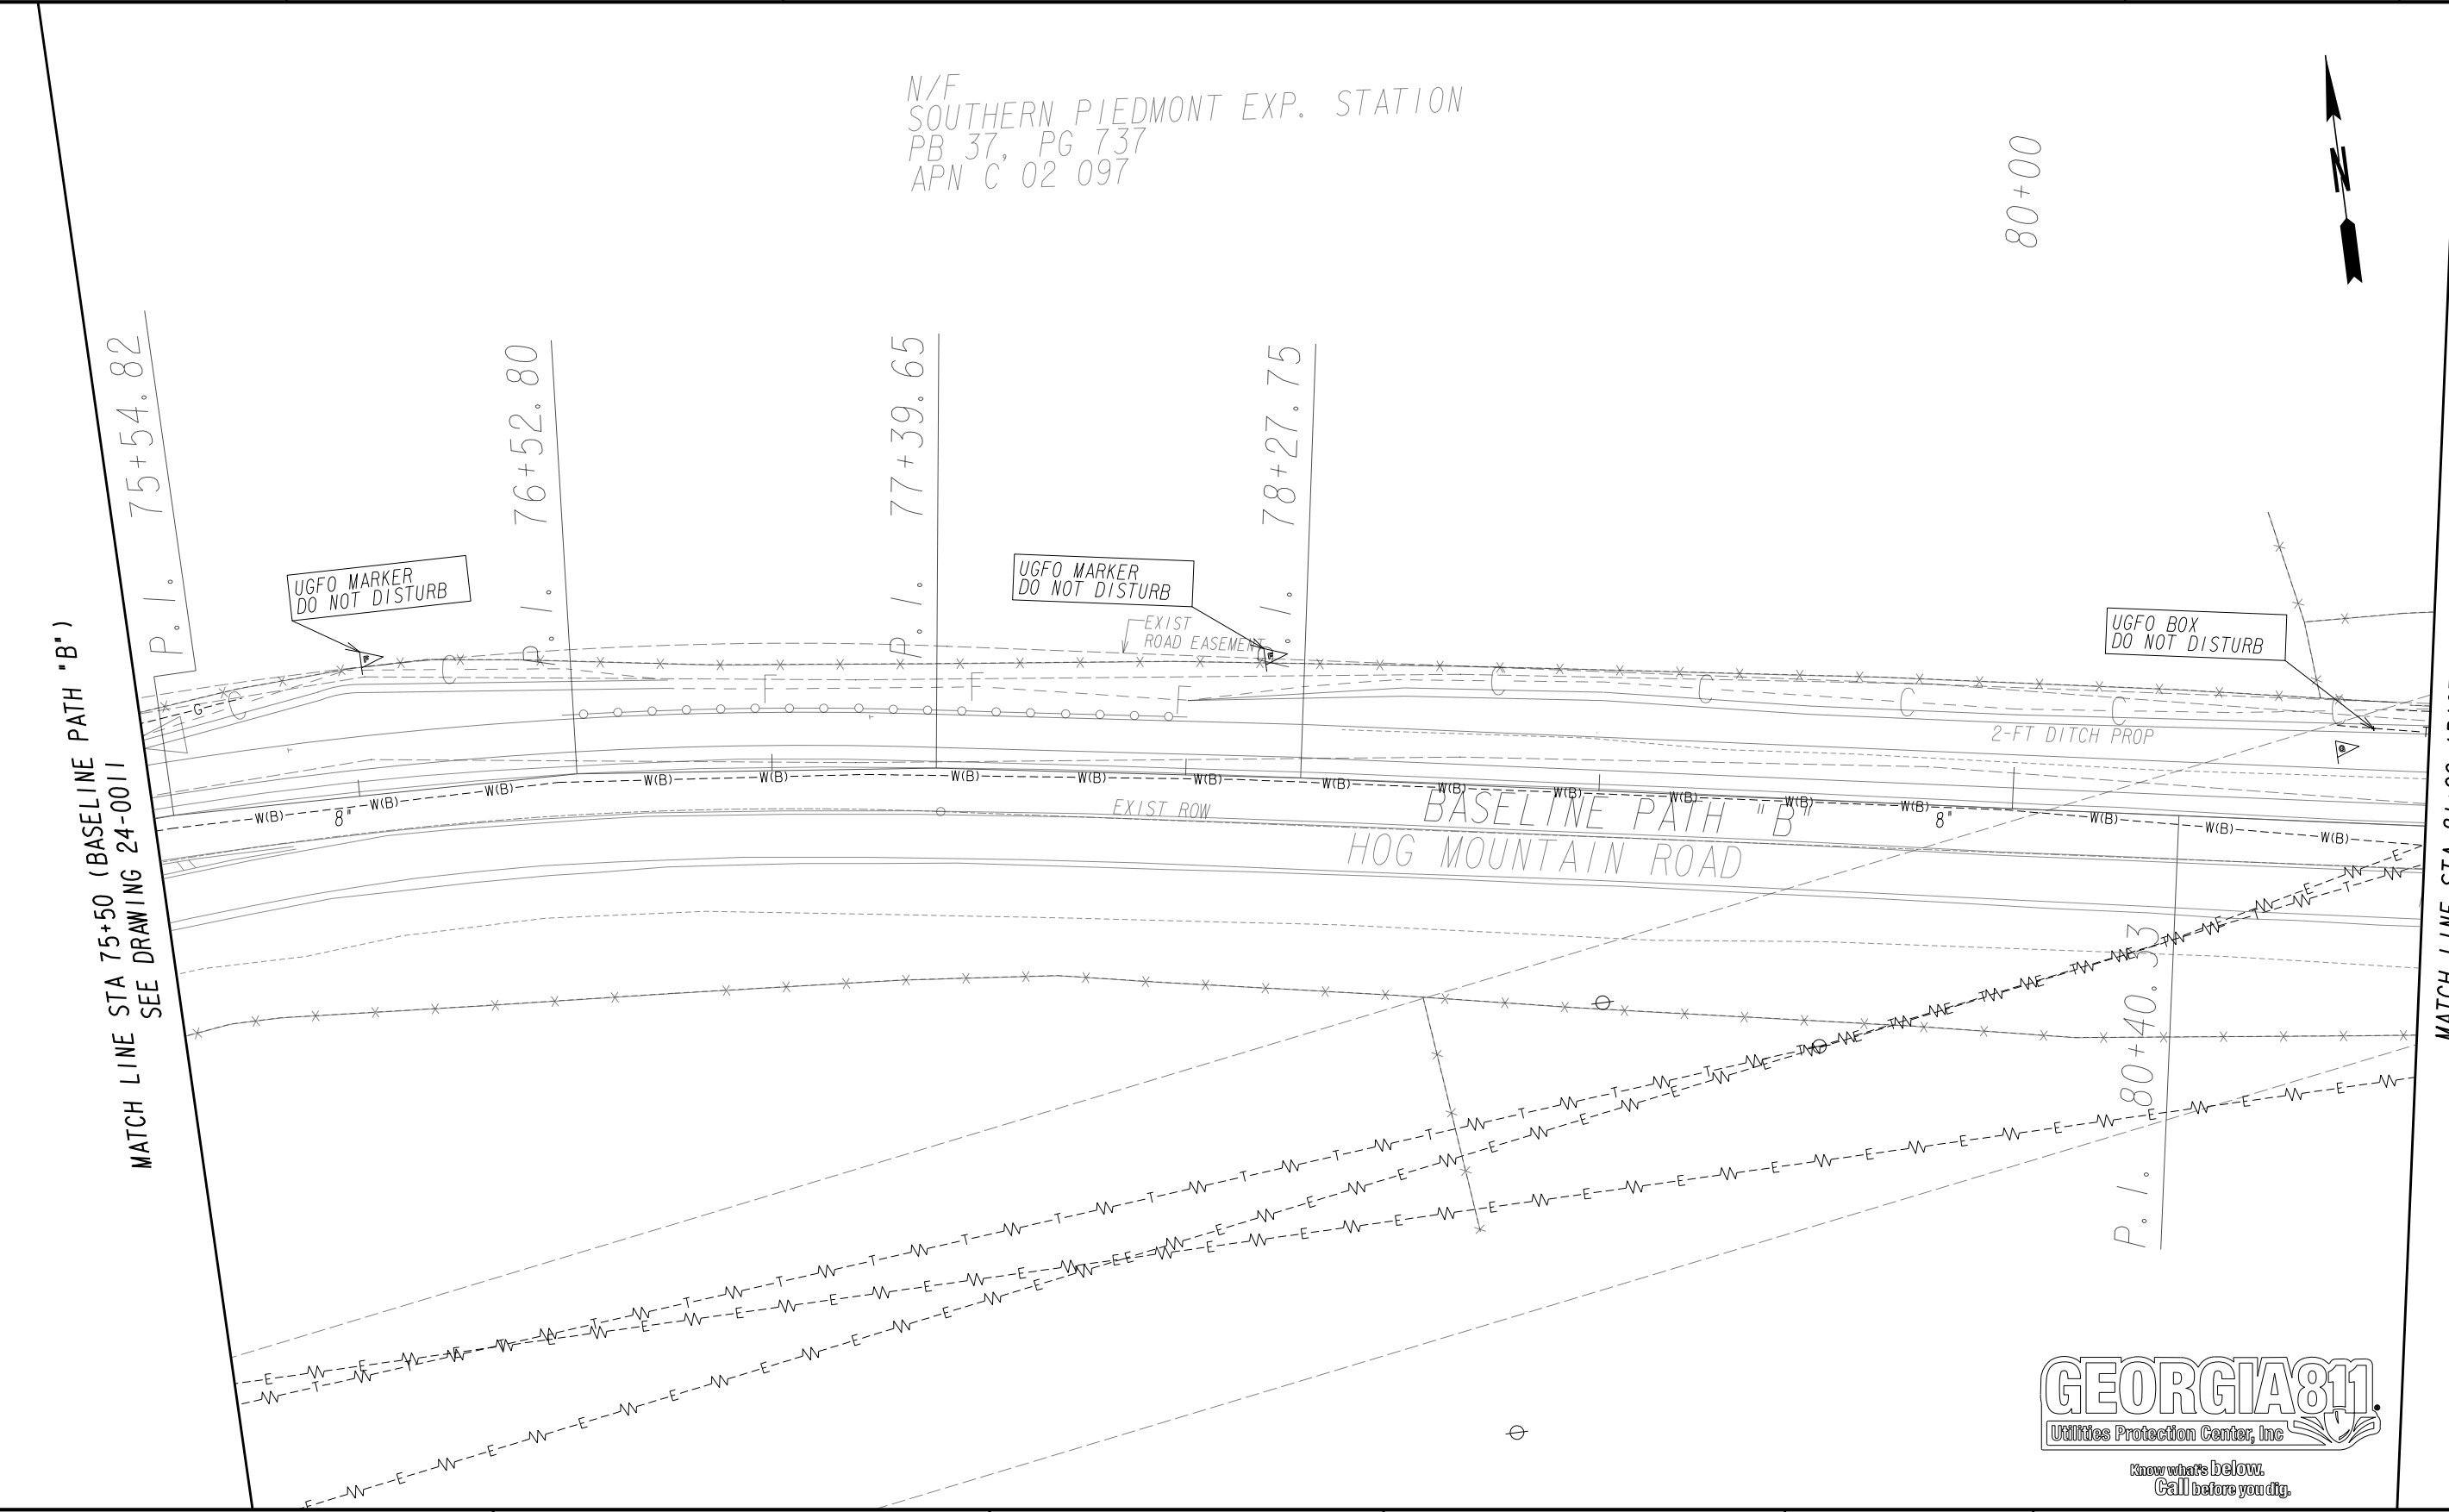 N/F
SOUTHERN PIEDMONT EXP. STATION
PB 37, PG 737
APN C 02 097
80+00
N
P.I. 75+54.82
P.I. 76+52.80
P.I. 77+39.65
P.I. 78+27.75
UGFO MARKER
DO NOT DISTURB
UGFO MARKER
DO NOT DISTURB
EXIST
ROAD EASEMENT
UGFO BOX
DO NOT DISTURB
MATCH LINE STA 75+50 (BASELINE PATH "B")
SEE DRAWING 24-0011
G
C
C
F
F
F
C
C
C
C
C
2-FT DITCH PROP
W(B) W(B) W(B) W(B) W(B) W(B) W(B) W(B) W(B) W(B) W(B) W(B) W(B) W(B) W(B) W(B) W(B)
8"
8"
EXIST ROW
BASELINE PATH "B"
HOG MOUNTAIN ROAD
P.I. 80+40.33
MATCH LINE STA
GEORGIA811.
Utilities Protection Center, Inc
Know what's below.
Call before you dig.